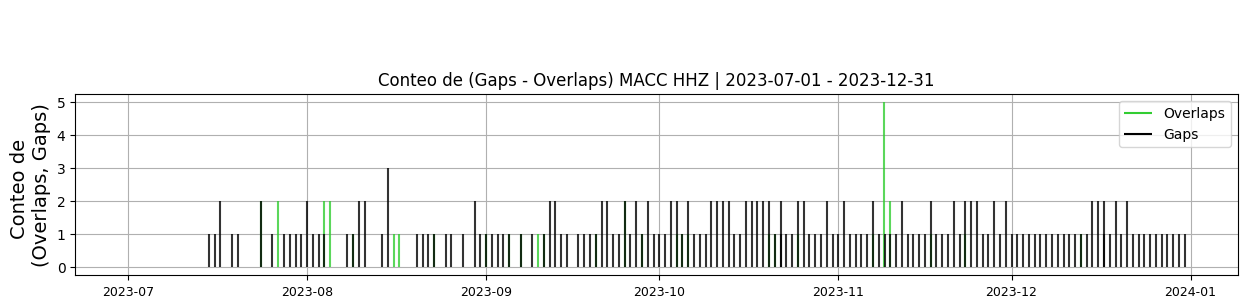 Conteo de (Gaps - Overlaps) MACC HHZ | 2023-07-01 - 2023-12-31
Conteo de
(Overlaps, Gaps)
5
4
3
2
1
0
Overlaps
Gaps
2023-07
2023-08
2023-09
2023-10
2023-11
2023-12
2024-01